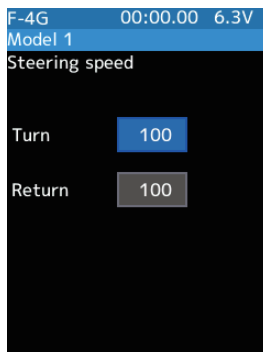 F-4G 00:00.00 6.3V
Model 1
Steering speed
Turn 100
Return 100